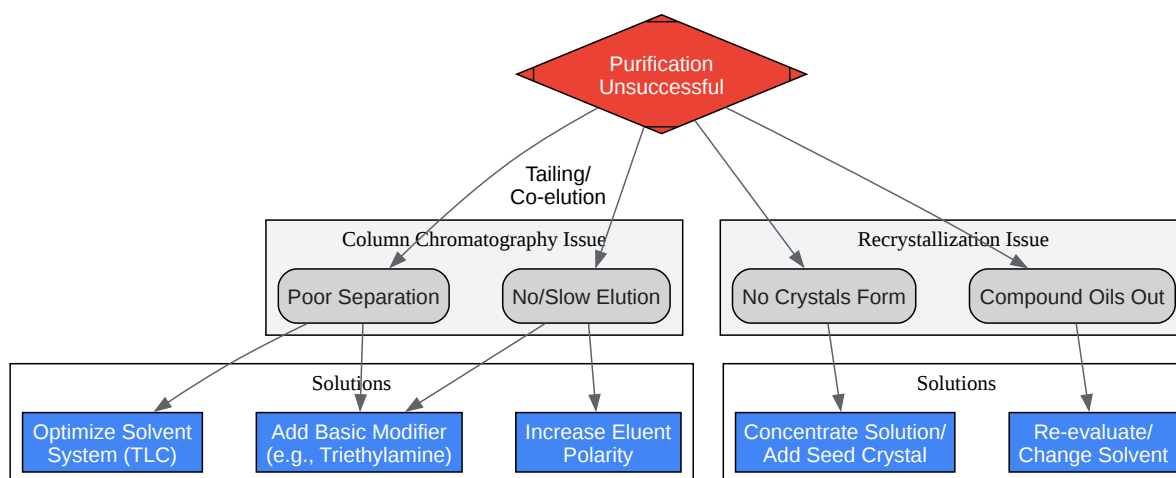 Purification
Unsuccessful
Tailing/
Co-elution
Column Chromatography Issue
Recrystallization Issue
Poor Separation
No/Slow Elution
No Crystals Form
Compound Oils Out
Solutions
Solutions
Optimize Solvent
System (TLC)
Add Basic Modifier
(e.g., Triethylamine)
Increase Eluent
Polarity
Concentrate Solution/
Add Seed Crystal
Re-evaluate/
Change Solvent